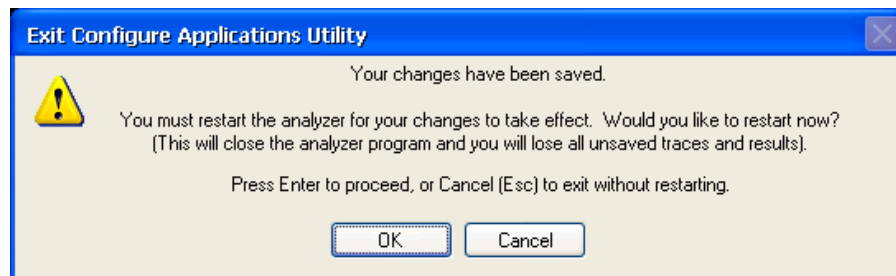 Exit Configure Applications Utility
Your changes have been saved.
You must restart the analyzer for your changes to take effect.  Would you like to restart now?
(This will close the analyzer program and you will lose all unsaved traces and results).
Press Enter to proceed, or Cancel (Esc) to exit without restarting.
OK
Cancel